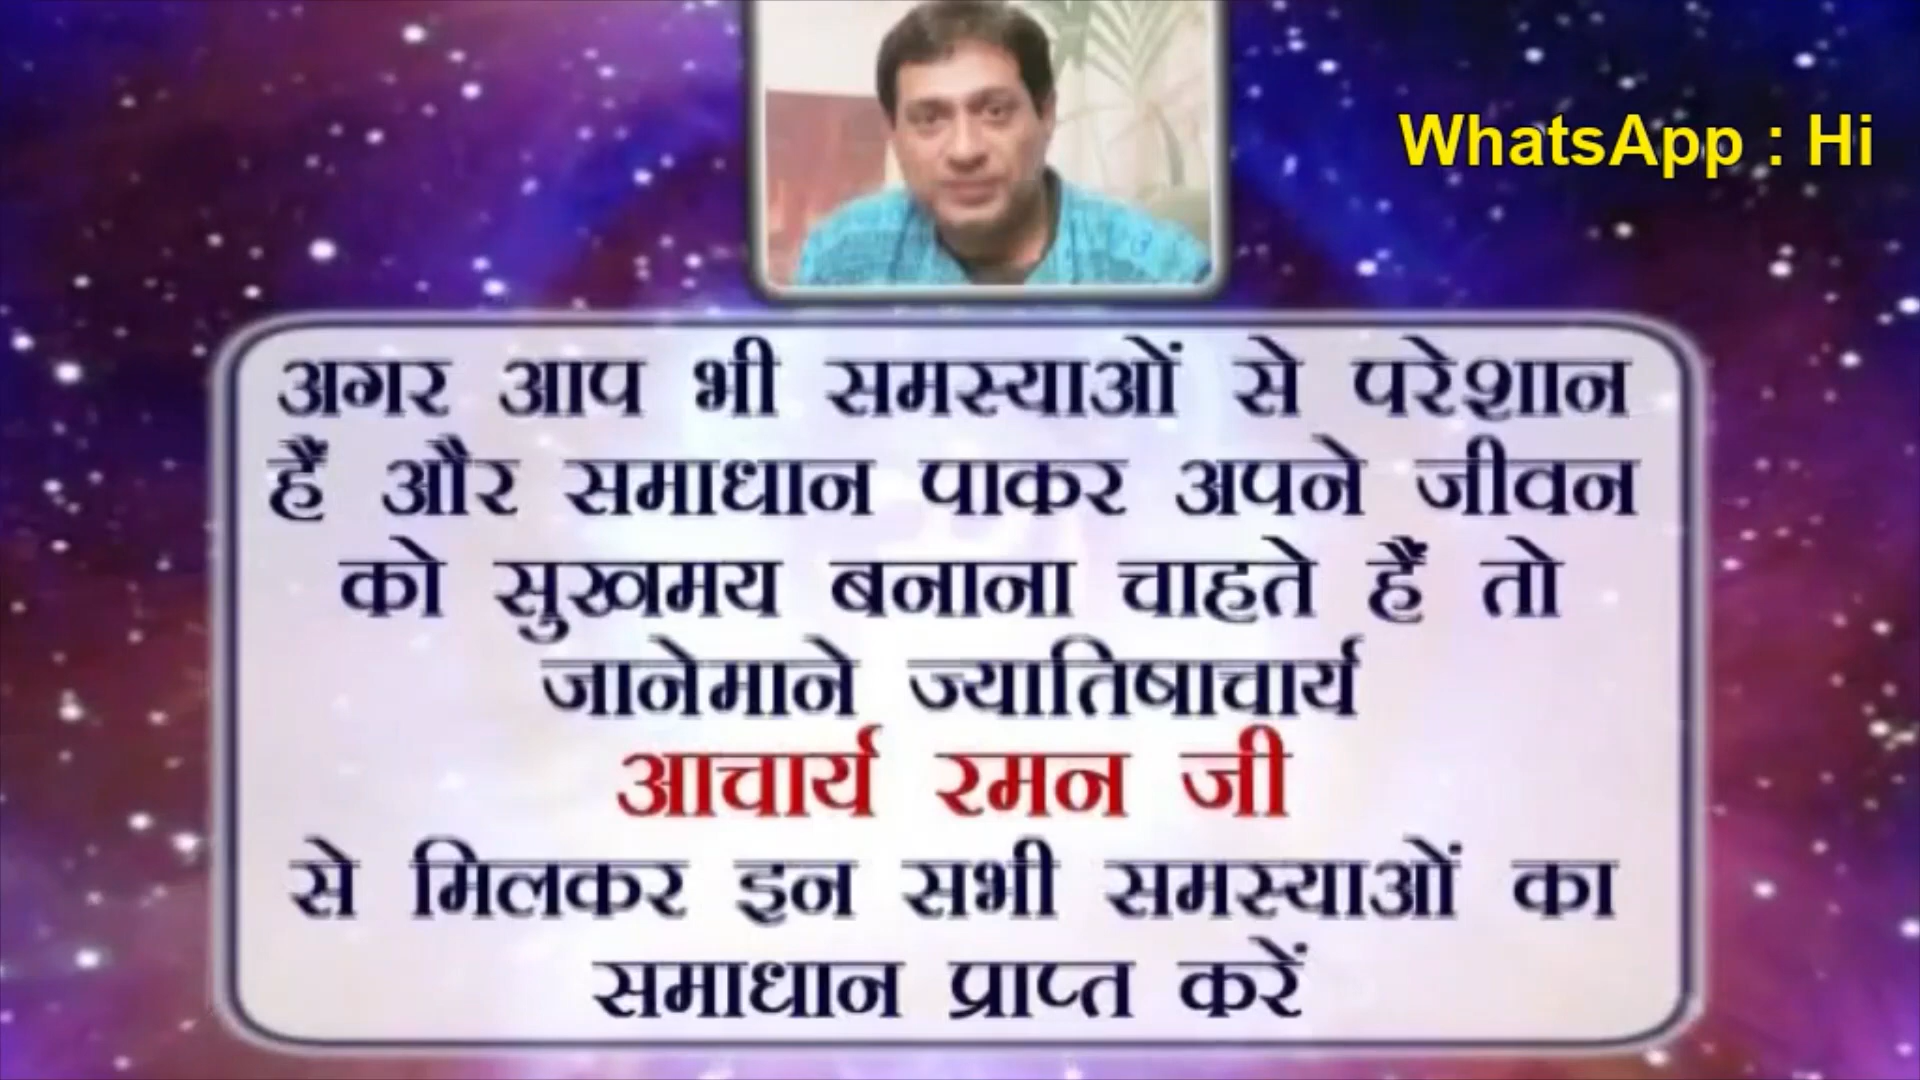 WhatsApp : Hi
अगर आप भी समस्याओं से परेशान
हैं और समाधान पाकर अपने जीवन
को सुखमय बनाना चाहते हैं तो
जानेमाने ज्यातिषाचार्य
आचार्य रमन जी
से मिलकर इन सभी समस्याओं का
समाधान प्राप्त करें